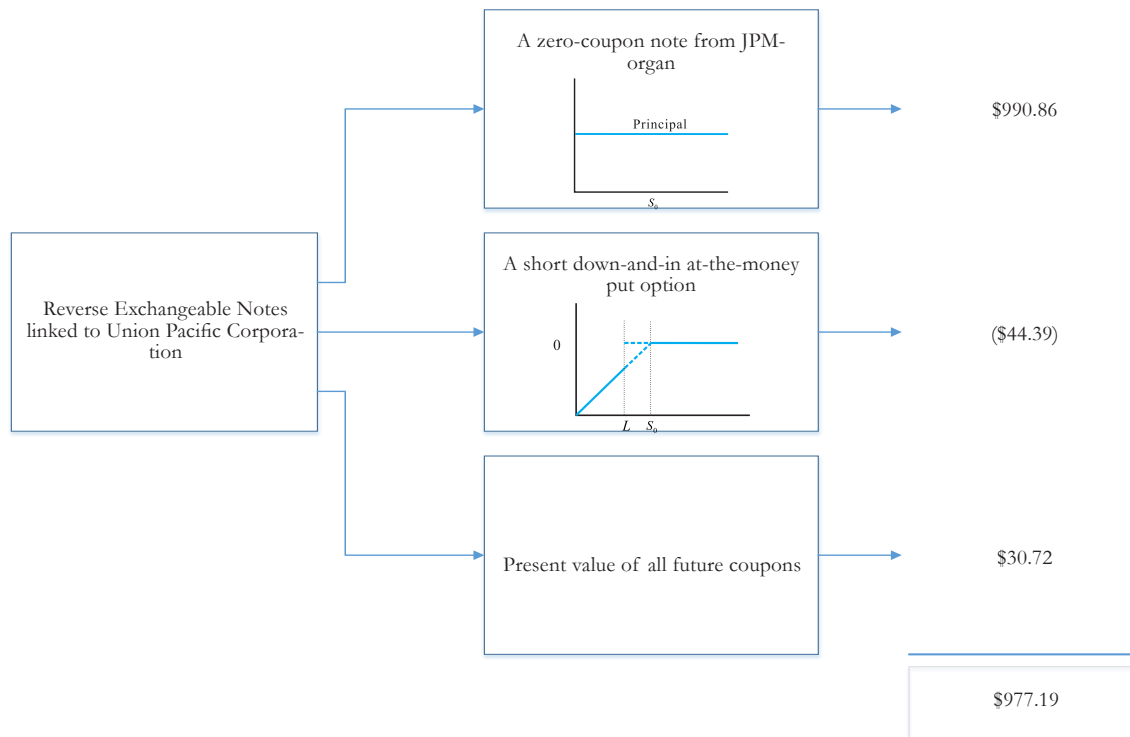 A zero-coupon note from JPM-
organ
Principal
S₀
$990.86
Reverse Exchangeable Notes
linked to Union Pacific Corpora-
tion
A short down-and-in at-the-money
put option
0
L S₀
($44.39)
Present value of all future coupons
$30.72
$977.19